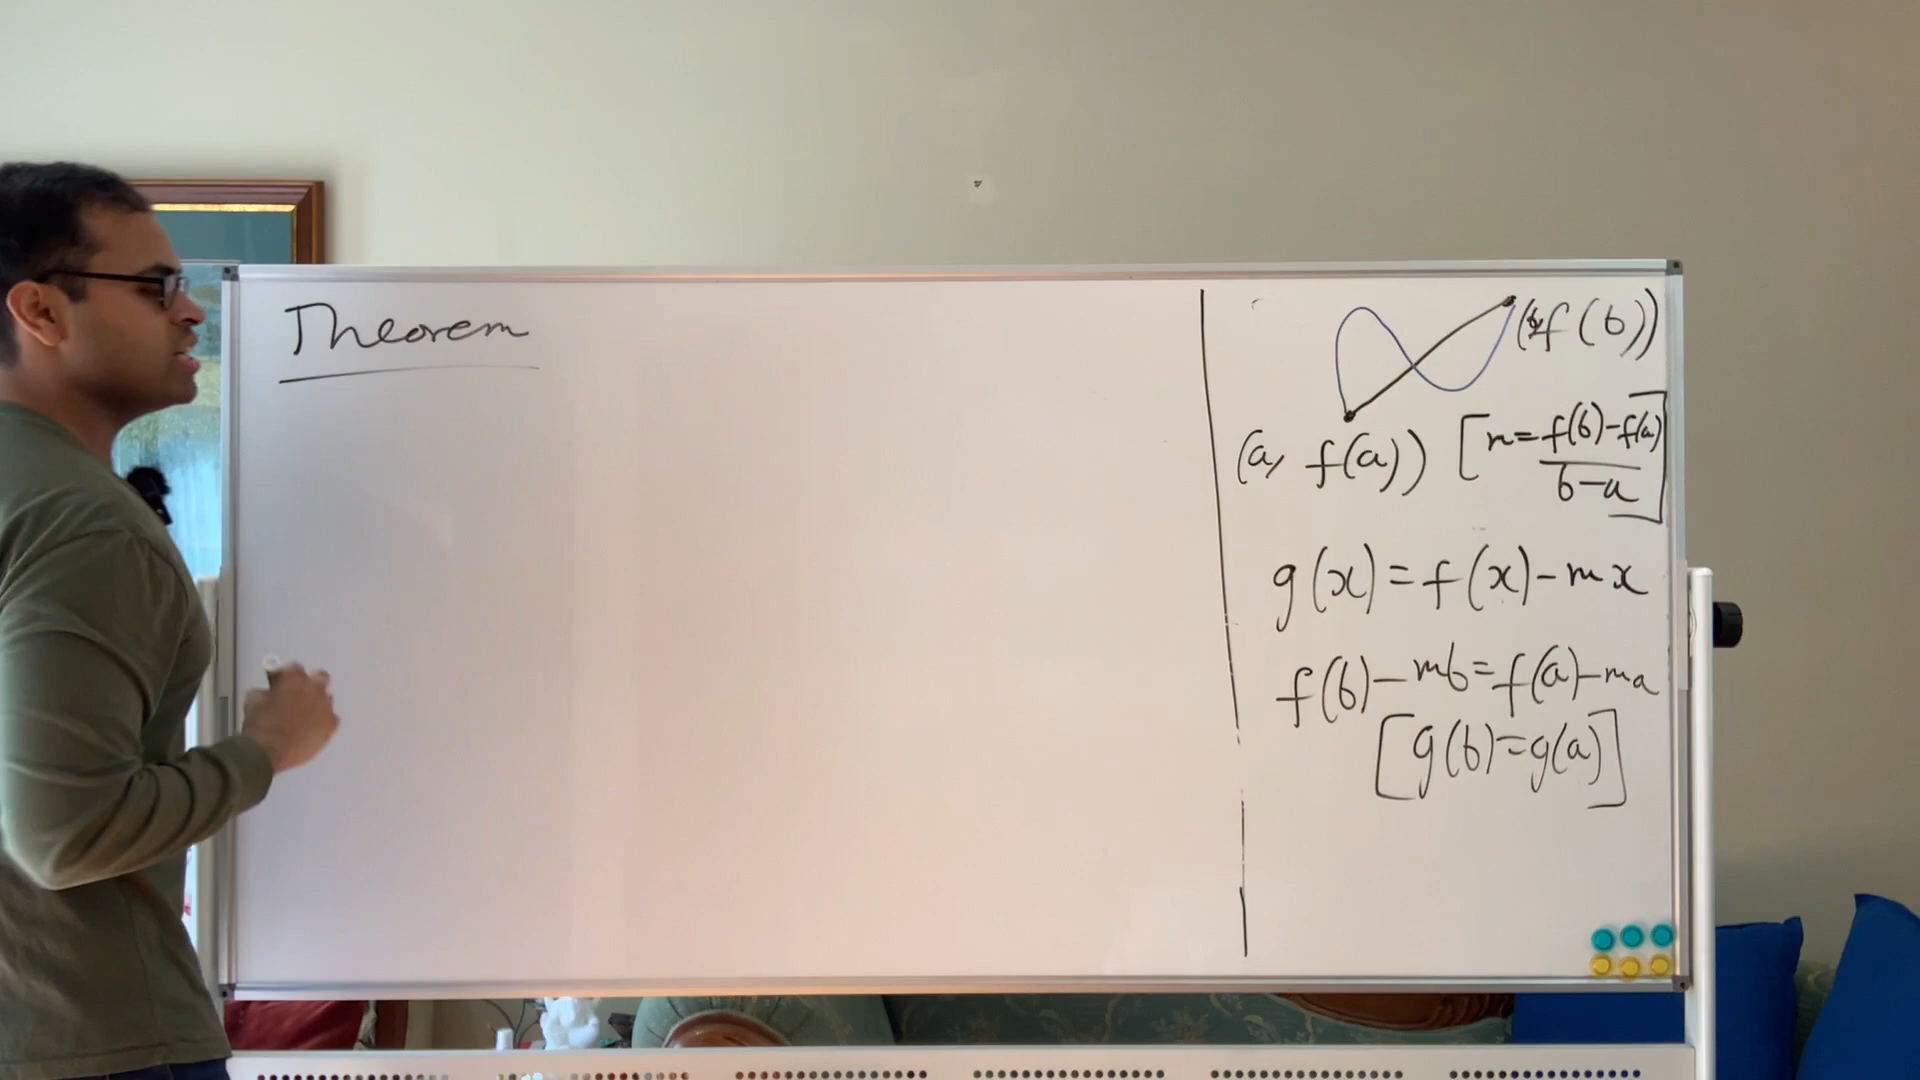 Theorem
(b, f(b))
(a, f(a)) [m = f(b)-f(a) / b-a]
g(x) = f(x) - mx
f(b) - mb = f(a) - ma
[g(b) = g(a)]